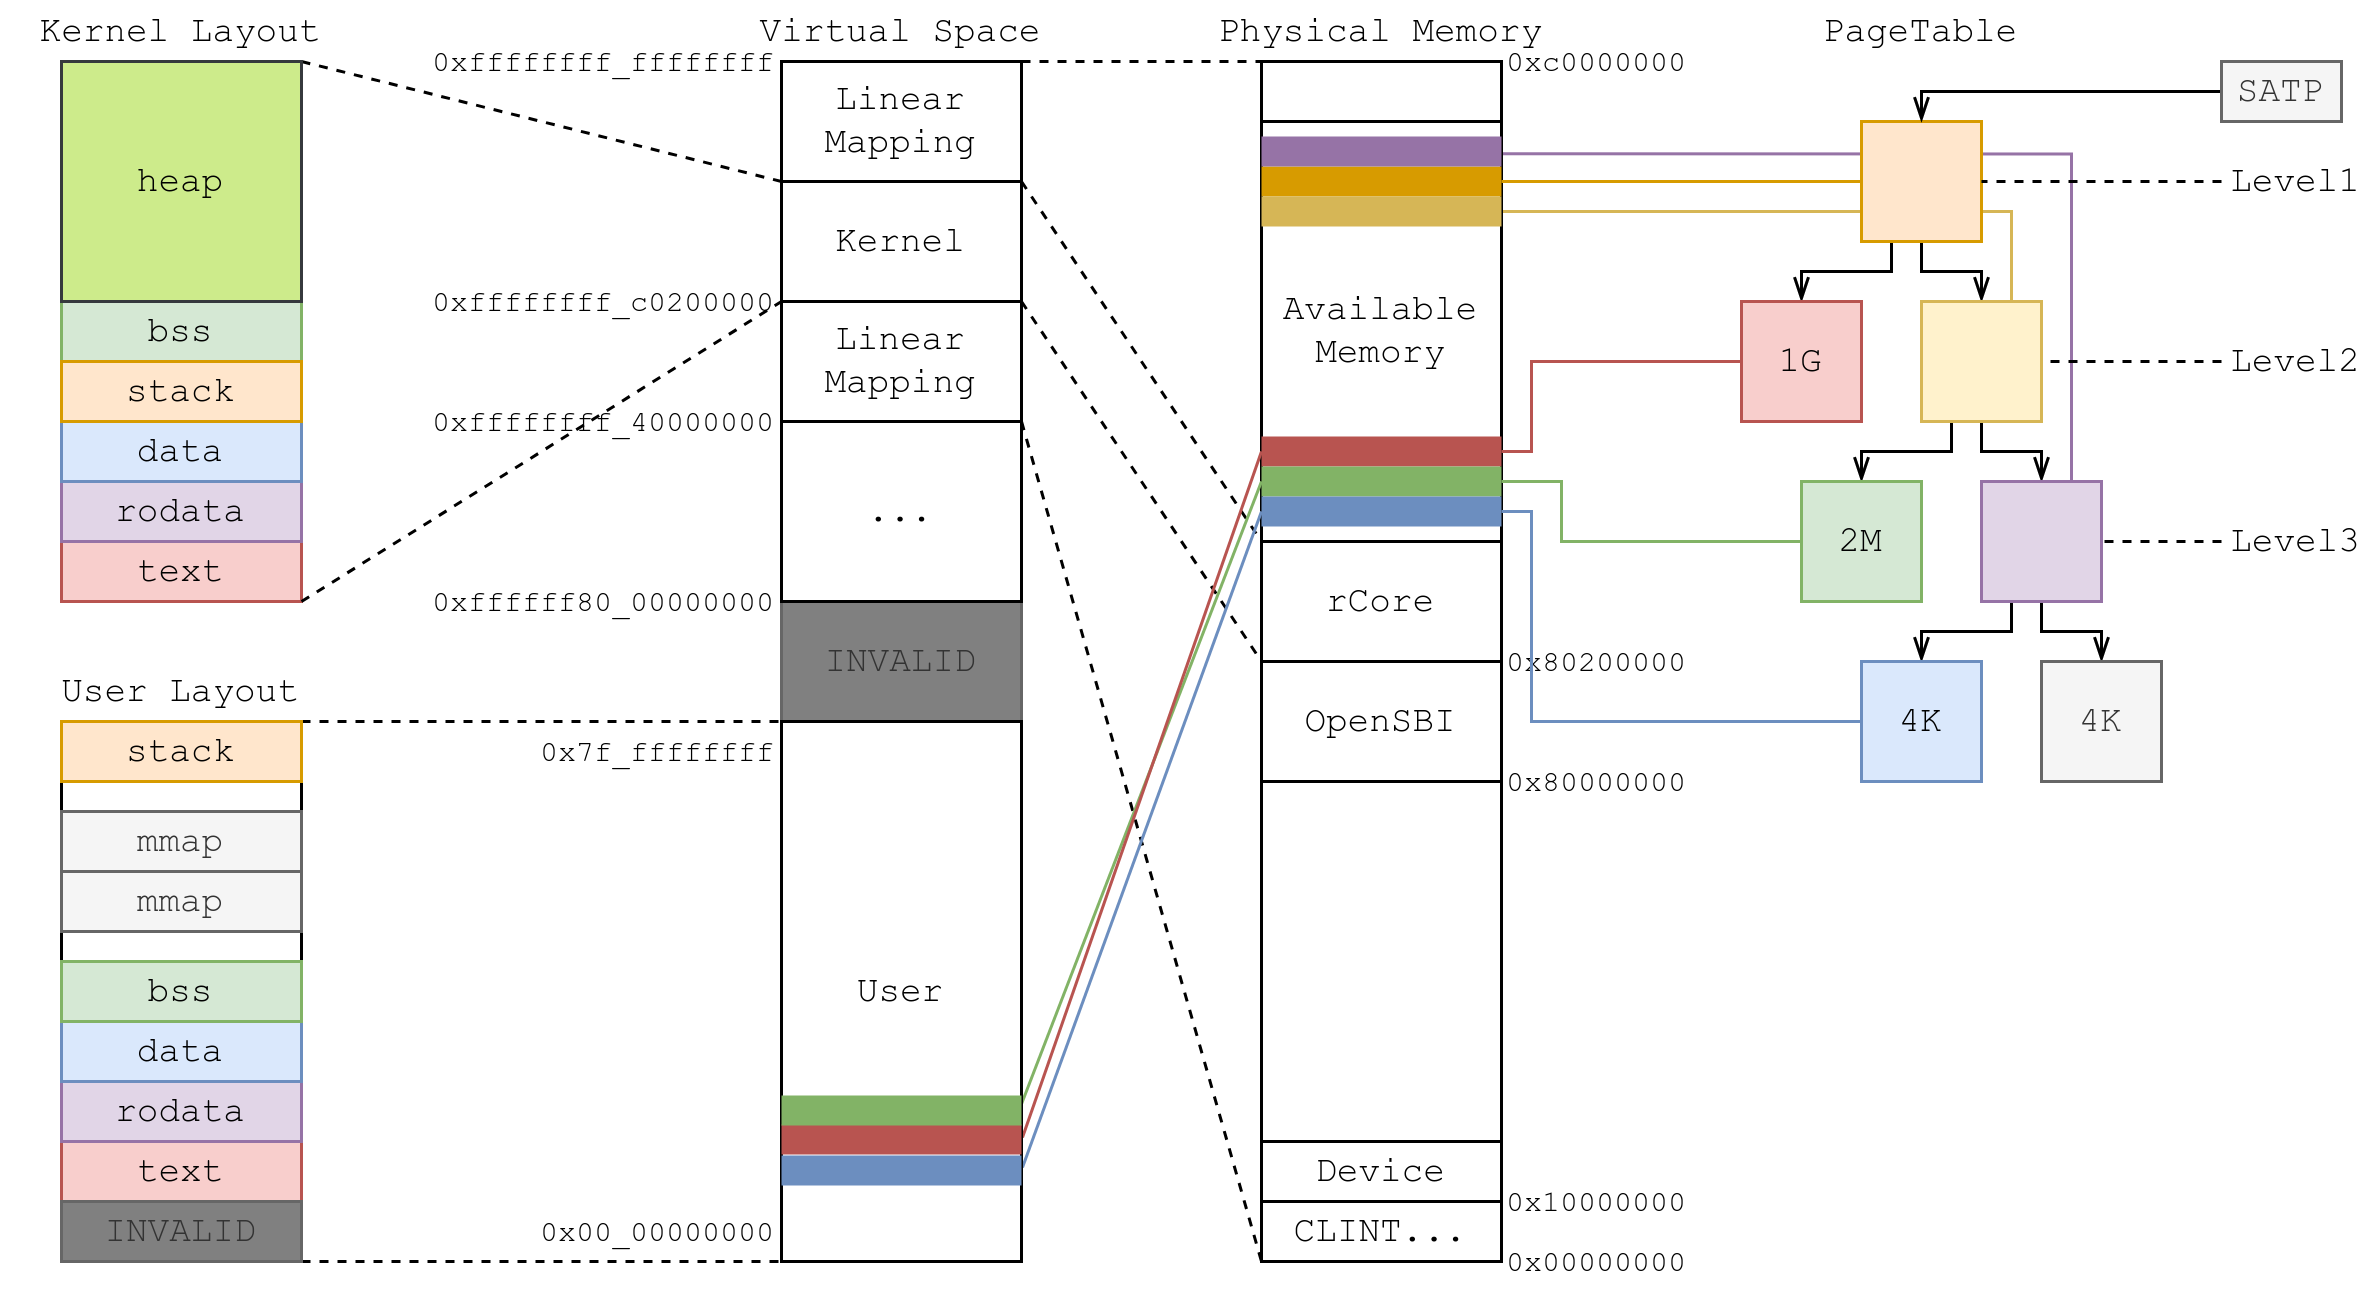 Kernel Layout
heap
bss
stack
data
rodata
text
User Layout
stack
mmap
mmap
bss
data
rodata
text
INVALID
Virtual Space
0xffffffff_ffffffff
Linear
Mapping
Kernel
0xffffffff_c0200000
Linear
Mapping
0xffffffff_40000000
...
0xffffff80_00000000
INVALID
0x7f_ffffffff
User
0x00_00000000
Physical Memory
0xc0000000
Available
Memory
rCore
0x80200000
OpenSBI
0x80000000
Device
0x10000000
CLINT...
0x00000000
PageTable
SATP
Level1
1G
Level2
2M
Level3
4K
4K